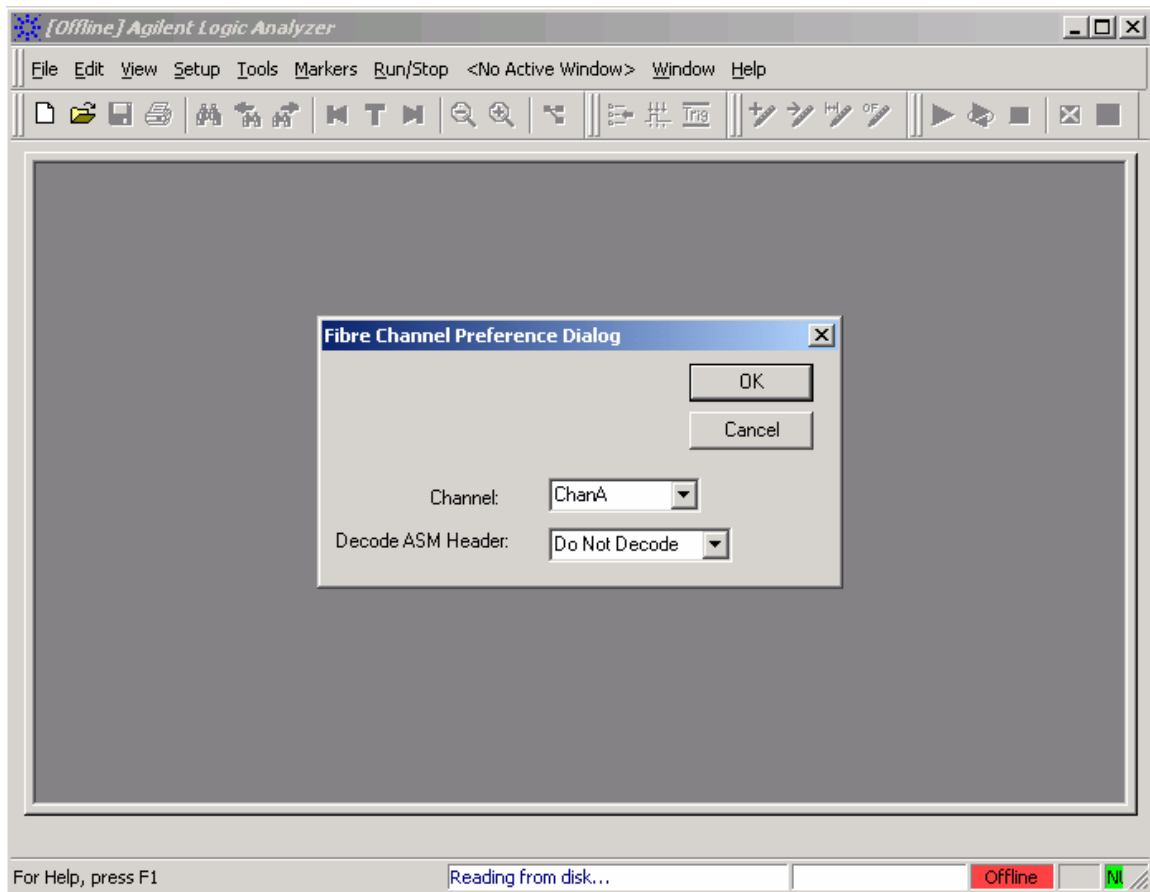 [Offline] Agilent Logic Analyzer
File Edit View Setup Tools Markers Run/Stop <No Active Window> Window Help
Trig
Fibre Channel Preference Dialog
OK
Cancel
Channel: ChanA
Decode ASM Header: Do Not Decode
For Help, press F1 Reading from disk... Offline